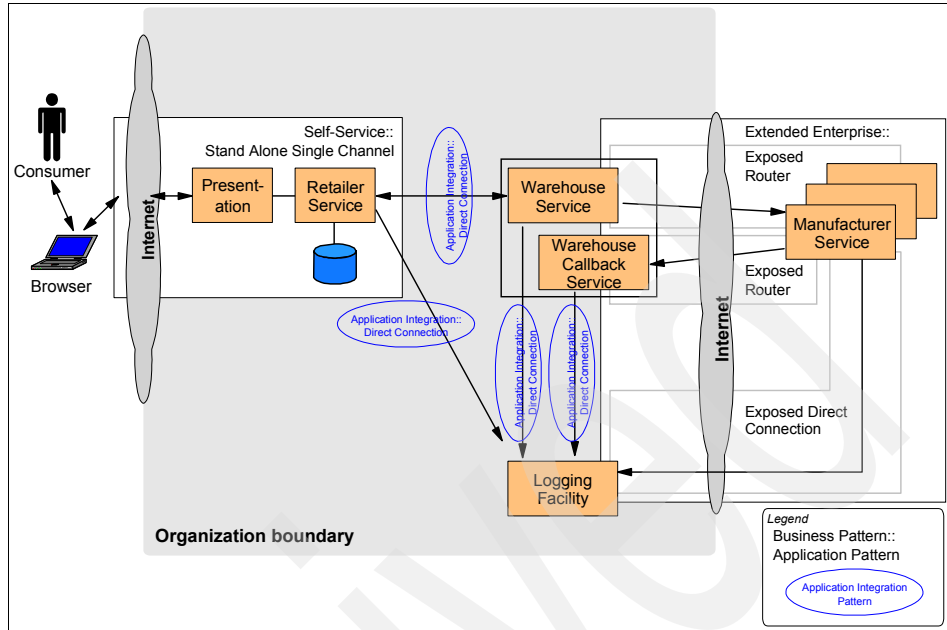 Consumer
Browser
Internet
Self-Service::
Stand Alone Single Channel
Present-
ation
Retailer
Service
Application Integration::
Direct Connection
Application Integration::
Direct Connection
Warehouse
Service
Warehouse
Callback
Service
Application Integration::
Direct Connection
Application Integration::
Direct Connection
Logging
Facility
Organization boundary
Internet
Extended Enterprise::
Exposed
Router
Manufacturer
Service
Exposed
Router
Exposed Direct
Connection
Legend
Business Pattern::
Application Pattern
Application Integration
Pattern